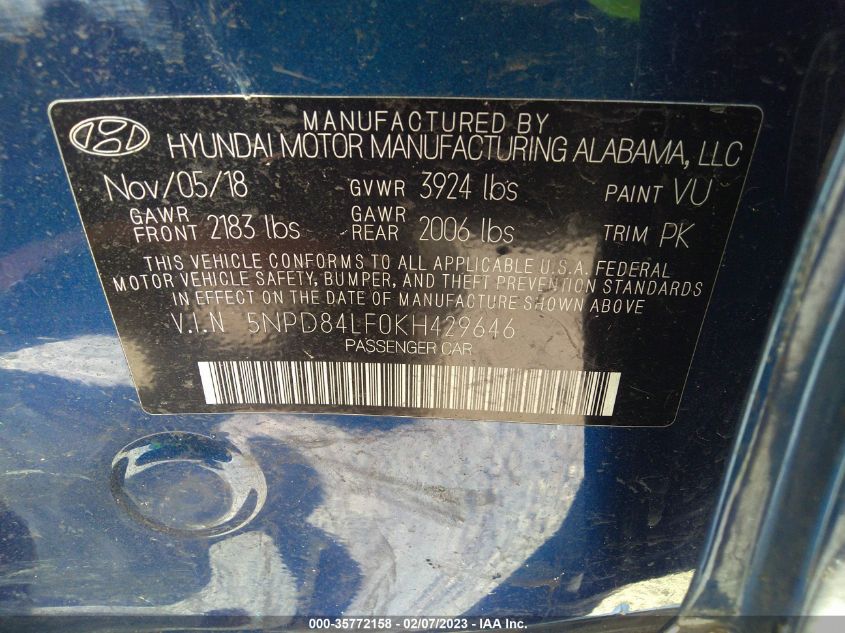 MANUFACTURED BY
HYUNDAI MOTOR MANUFACTURING ALABAMA, LLC
Nov/05/18 GVWR 3924 lbs PAINT VU
GAWR FRONT 2183 lbs GAWR REAR 2006 lbs TRIM PK
THIS VEHICLE CONFORMS TO ALL APPLICABLE U.S.A. FEDERAL
MOTOR VEHICLE SAFETY, BUMPER, AND THEFT PREVENTION STANDARDS
IN EFFECT ON THE DATE OF MANUFACTURE SHOWN ABOVE
V.I.N 5NPD84LF0KH429646
PASSENGER CAR
000-35772158 - 02/07/2023 - IAA Inc.